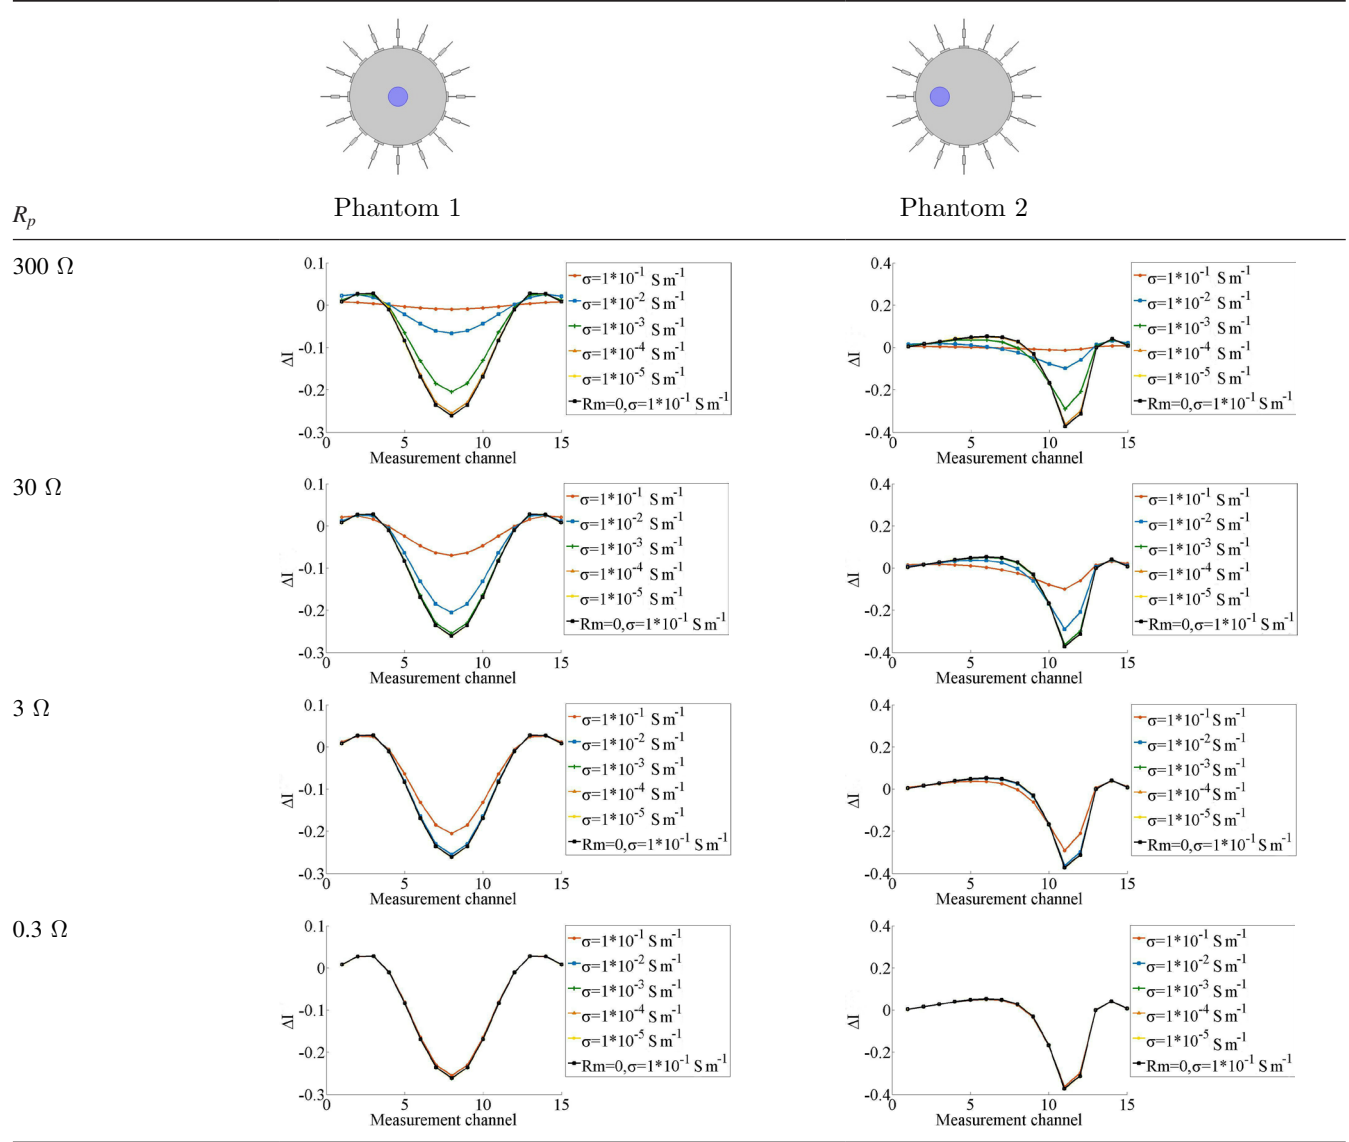 R_p
Phantom 1
Phantom 2
300 Ω
0.1
0
-0.1
-0.2
-0.3
ΔI
0
5
10
15
Measurement channel
σ=1*10^-1 S m^-1
σ=1*10^-2 S m^-1
σ=1*10^-3 S m^-1
σ=1*10^-4 S m^-1
σ=1*10^-5 S m^-1
Rm=0,σ=1*10^-1 S m^-1
0.4
0.2
0
-0.2
-0.4
ΔI
0
5
10
15
Measurement channel
σ=1*10^-1 S m^-1
σ=1*10^-2 S m^-1
σ=1*10^-3 S m^-1
σ=1*10^-4 S m^-1
σ=1*10^-5 S m^-1
Rm=0,σ=1*10^-1 S m^-1
30 Ω
0.1
0
-0.1
-0.2
-0.3
ΔI
0
5
10
15
Measurement channel
σ=1*10^-1 S m^-1
σ=1*10^-2 S m^-1
σ=1*10^-3 S m^-1
σ=1*10^-4 S m^-1
σ=1*10^-5 S m^-1
Rm=0,σ=1*10^-1 S m^-1
0.4
0.2
0
-0.2
-0.4
ΔI
0
5
10
15
Measurement channel
σ=1*10^-1 S m^-1
σ=1*10^-2 S m^-1
σ=1*10^-3 S m^-1
σ=1*10^-4 S m^-1
σ=1*10^-5 S m^-1
Rm=0,σ=1*10^-1 S m^-1
3 Ω
0.1
0
-0.1
-0.2
-0.3
ΔI
0
5
10
15
Measurement channel
σ=1*10^-1 S m^-1
σ=1*10^-2 S m^-1
σ=1*10^-3 S m^-1
σ=1*10^-4 S m^-1
σ=1*10^-5 S m^-1
Rm=0,σ=1*10^-1 S m^-1
0.4
0.2
0
-0.2
-0.4
ΔI
0
5
10
15
Measurement channel
σ=1*10^-1 S m^-1
σ=1*10^-2 S m^-1
σ=1*10^-3 S m^-1
σ=1*10^-4 S m^-1
σ=1*10^-5 S m^-1
Rm=0,σ=1*10^-1 S m^-1
0.3 Ω
0.1
0
-0.1
-0.2
-0.3
ΔI
0
5
10
15
Measurement channel
σ=1*10^-1 S m^-1
σ=1*10^-2 S m^-1
σ=1*10^-3 S m^-1
σ=1*10^-4 S m^-1
σ=1*10^-5 S m^-1
Rm=0,σ=1*10^-1 S m^-1
0.4
0.2
0
-0.2
-0.4
ΔI
0
5
10
15
Measurement channel
σ=1*10^-1 S m^-1
σ=1*10^-2 S m^-1
σ=1*10^-3 S m^-1
σ=1*10^-4 S m^-1
σ=1*10^-5 S m^-1
Rm=0,σ=1*10^-1 S m^-1